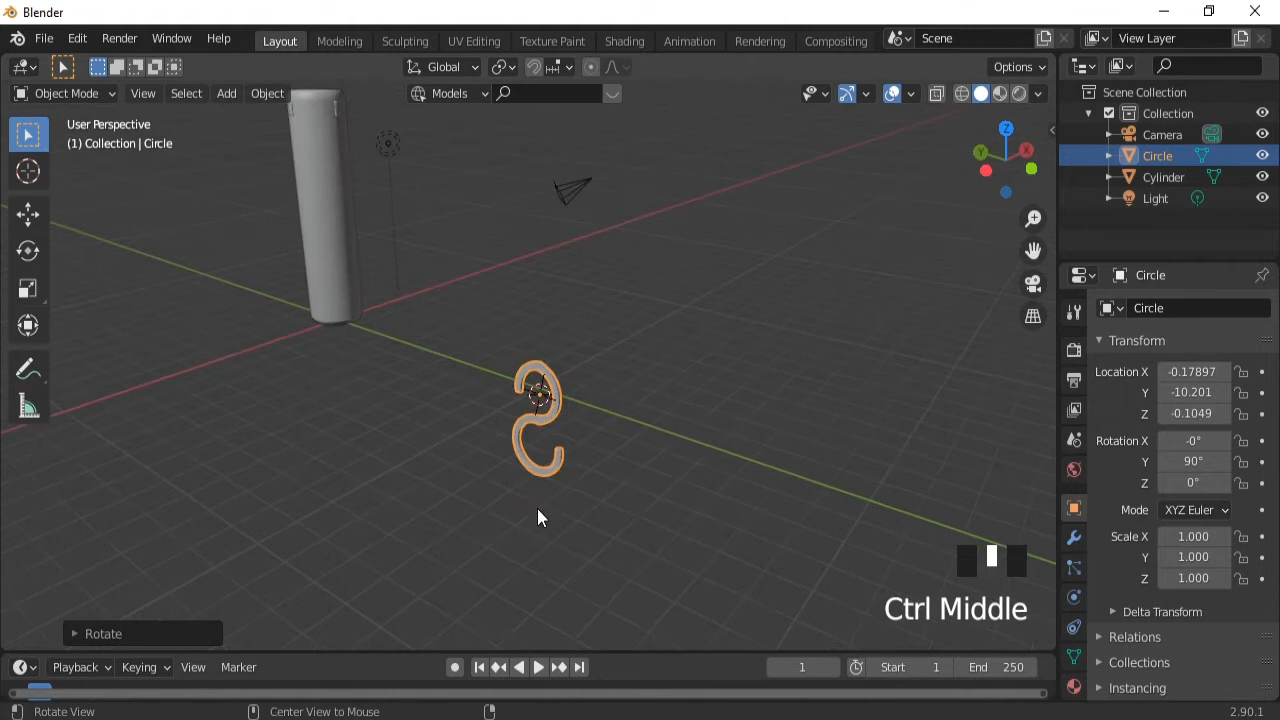 Blender
File Edit Render Window Help
Layout Modeling Sculpting UV Editing Texture Paint Shading Animation Rendering Compositing
Scene
View Layer
Global
Options
Object Mode
View Select Add Object
Models
User Perspective
(1) Collection | Circle
Z
Y
X
Ctrl Middle
Rotate
Scene Collection
Collection
Camera
Circle
Cylinder
Light
Circle
Circle
Transform
Location X -0.17897
Y -10.201
Z -0.1049
Rotation X -0°
Y 90°
Z 0°
Mode XYZ Euler
Scale X 1.000
Y 1.000
Z 1.000
Delta Transform
Relations
Collections
Instancing
Playback Keying View Marker
1
Start 1
End 250
Rotate View
Center View to Mouse
2.90.1